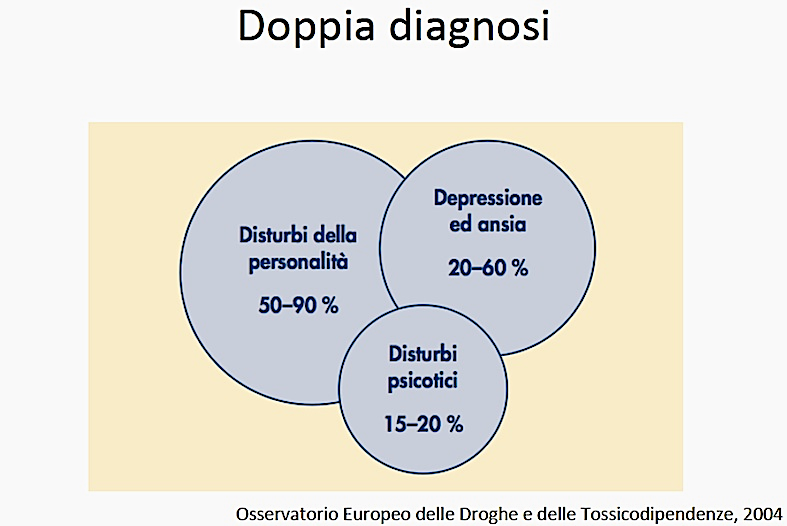 Doppia diagnosi
Disturbi della
personalità
50–90 %
Depressione
ed ansia
20–60 %
Disturbi
psicotici
15–20 %
Osservatorio Europeo delle Droghe e delle Tossicodipendenze, 2004